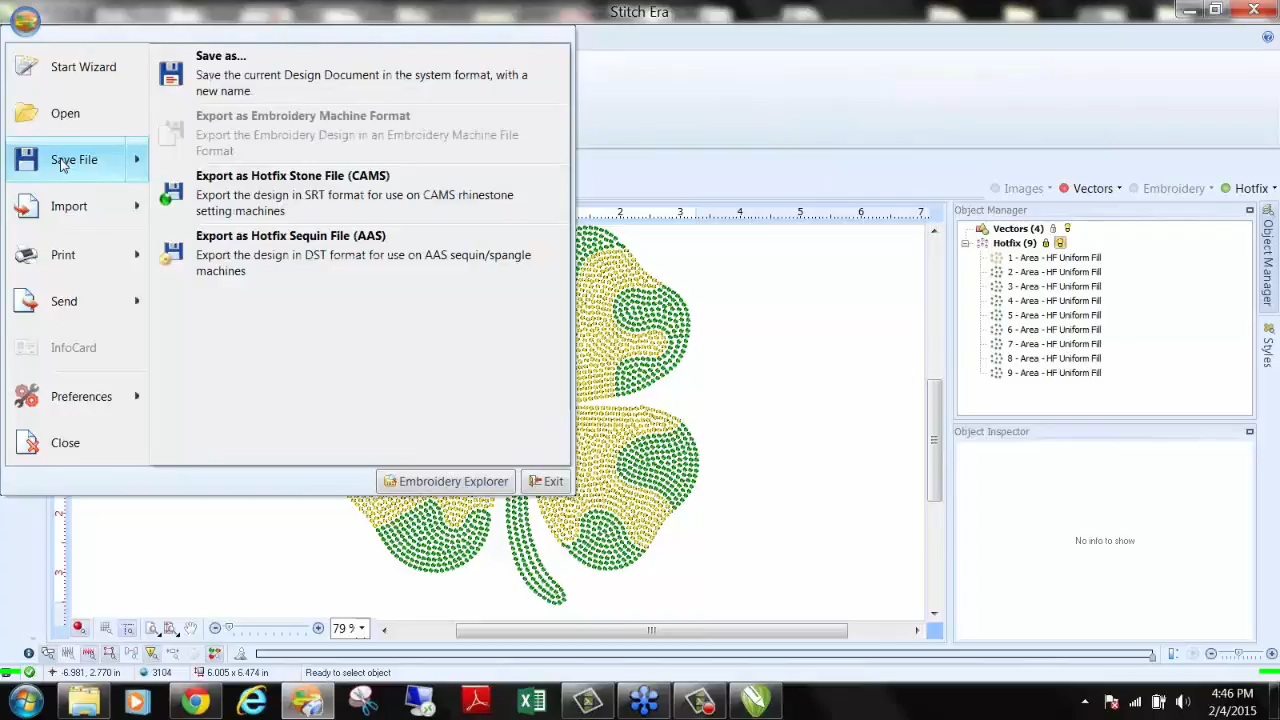 Stitch Era
Start Wizard
Open
Save File
Import
Print
Send
InfoCard
Preferences
Close
Save as...
Save the current Design Document in the system format, with a
new name
Export as Embroidery Machine Format
Export the Embroidery Design in an Embroidery Machine File
Format
Export as Hotfix Stone File (CAMS)
Export the design in SRT format for use on CAMS rhinestone
setting machines
Export as Hotfix Sequin File (AAS)
Export the design in DST format for use on AAS sequin/spangle
machines
Embroidery Explorer
Exit
Images
Vectors
Embroidery
Hotfix
2 3 4 5 6 7
Object Manager
Vectors (4)
Hotfix (9)
1 - Area - HF Uniform Fill
2 - Area - HF Uniform Fill
3 - Area - HF Uniform Fill
4 - Area - HF Uniform Fill
5 - Area - HF Uniform Fill
6 - Area - HF Uniform Fill
7 - Area - HF Uniform Fill
8 - Area - HF Uniform Fill
9 - Area - HF Uniform Fill
Object Manager
Styles
Object Inspector
No info to show
2
3
79 %
-6.981, 2.770 in
3104
6.005 x 6.474 in
Ready to select object
4:46 PM
2/4/2015